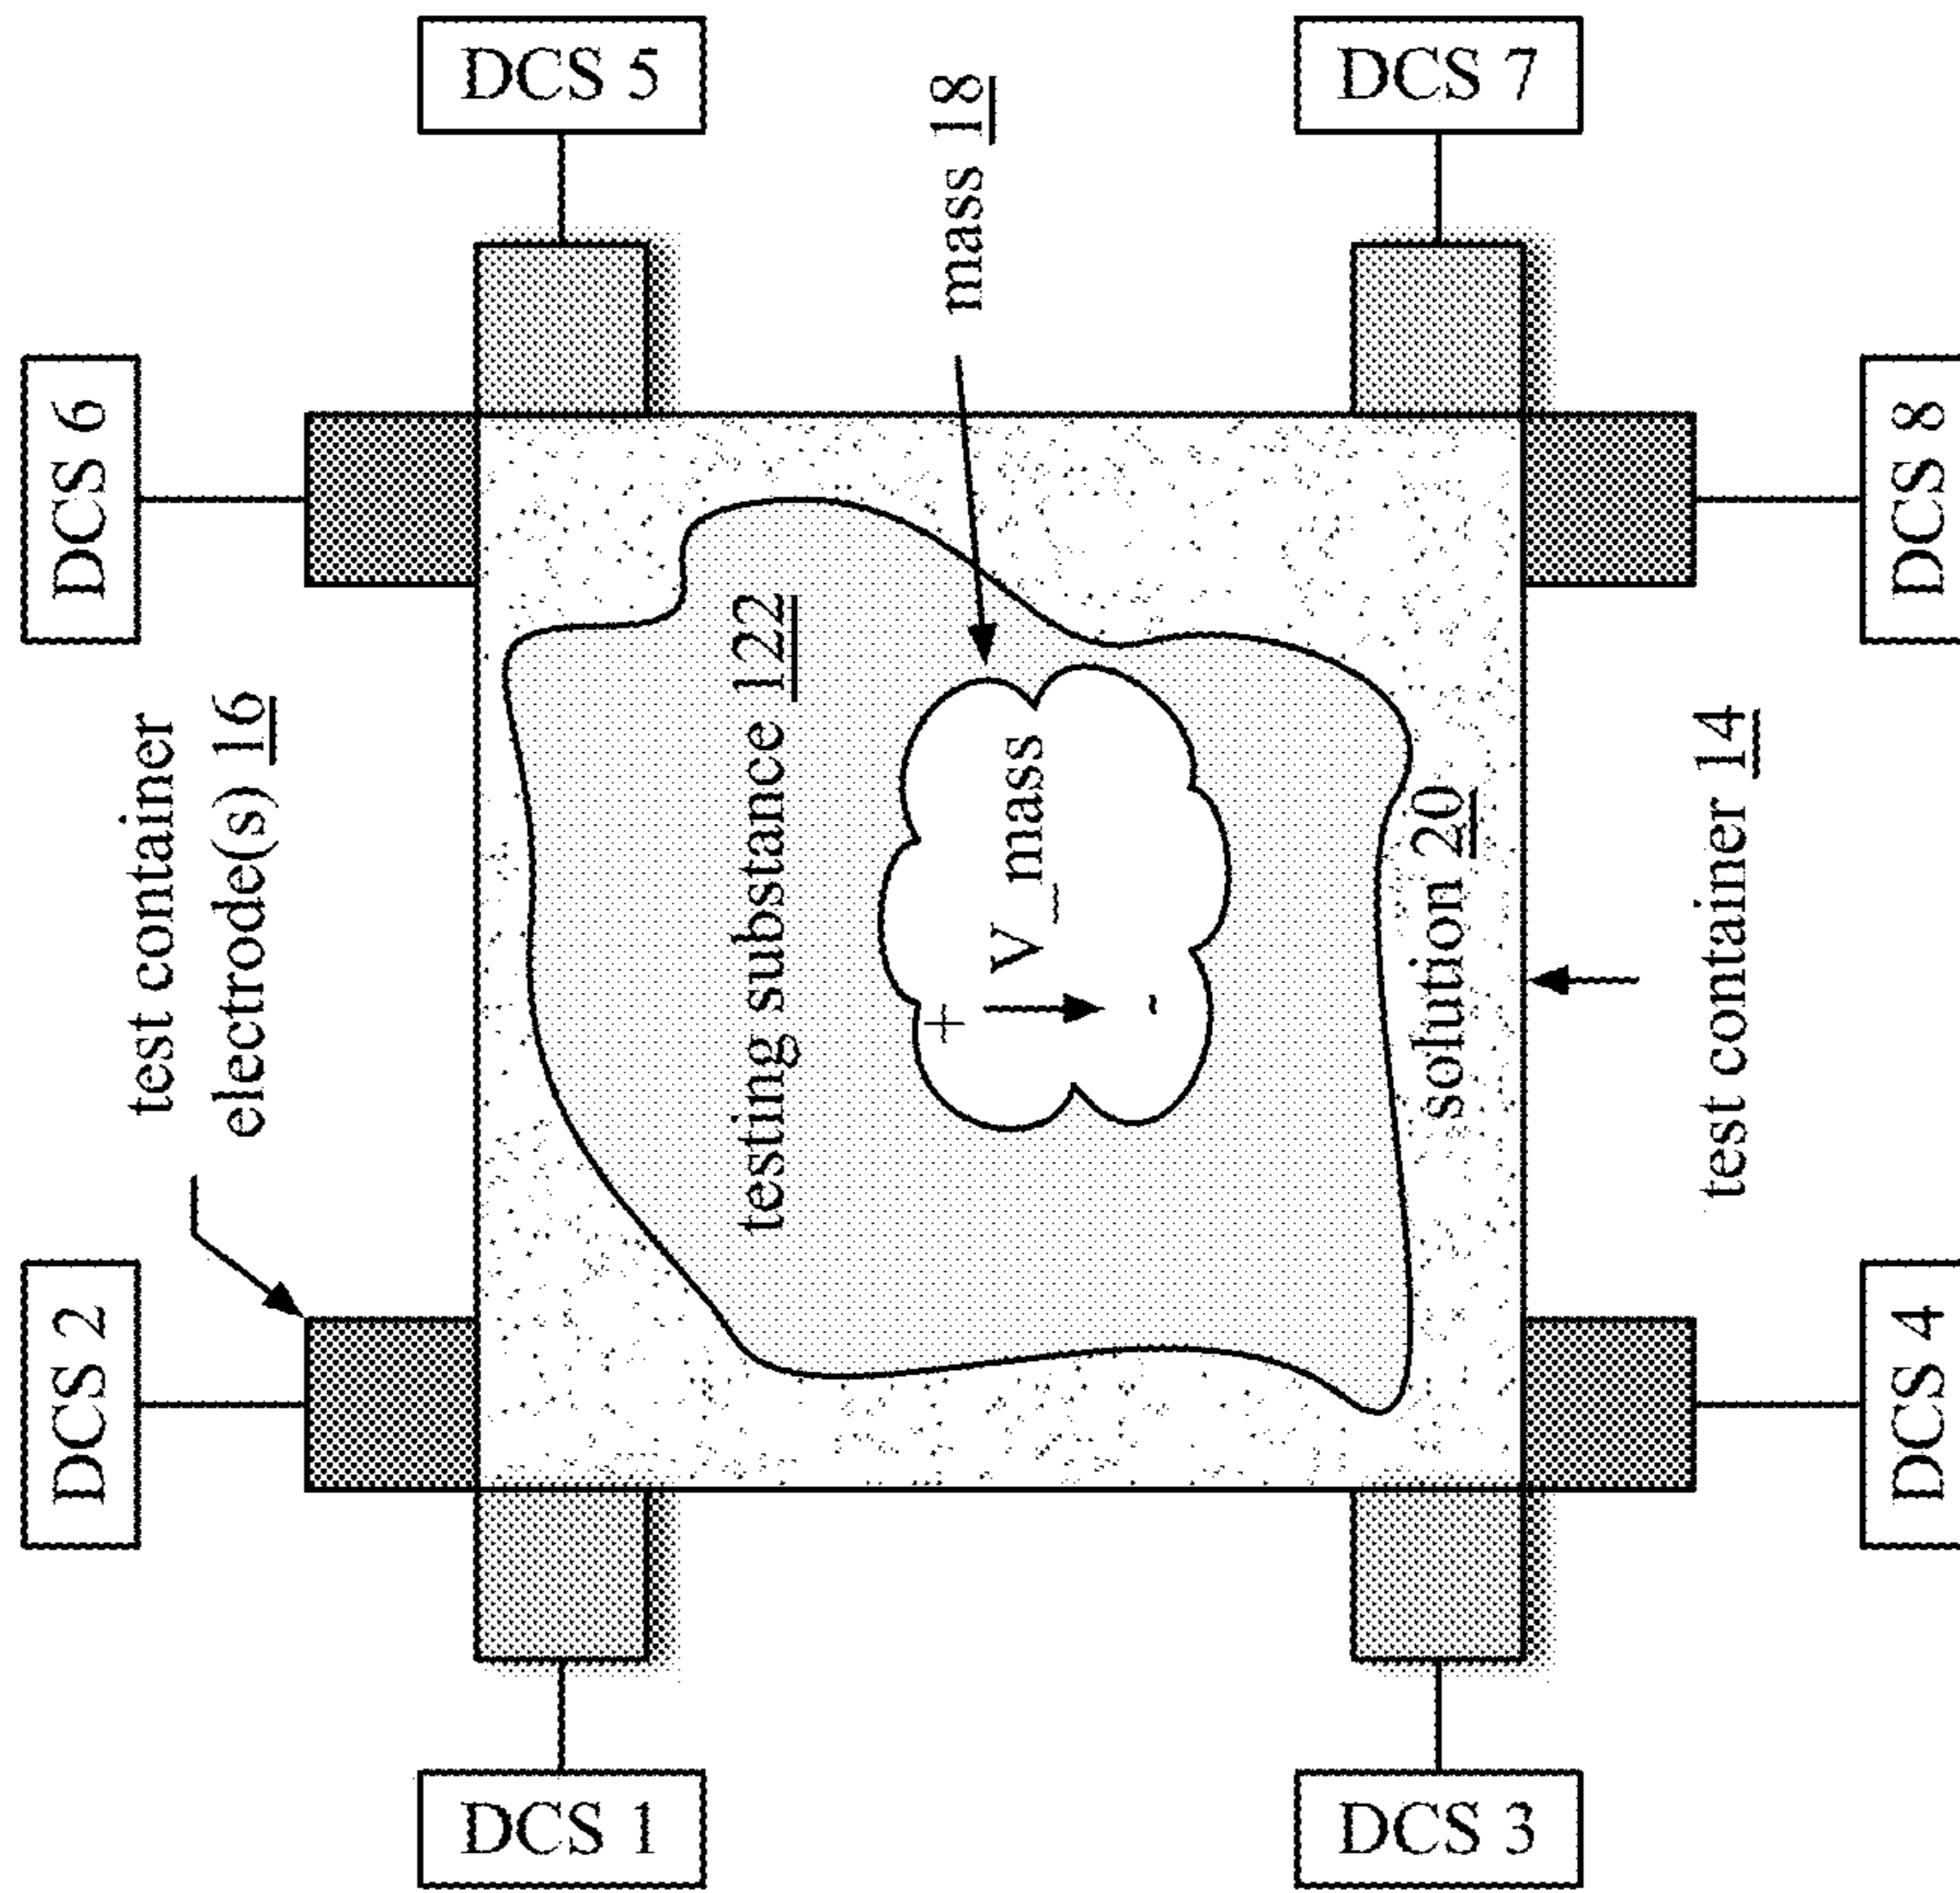 DCS 5
DCS 7
DCS 6
mass 18
DCS 8
test container
electrode(s) 16
testing substance 122
+
V_mass
-
solution 20
test container 14
DCS 2
DCS 4
DCS 1
DCS 3